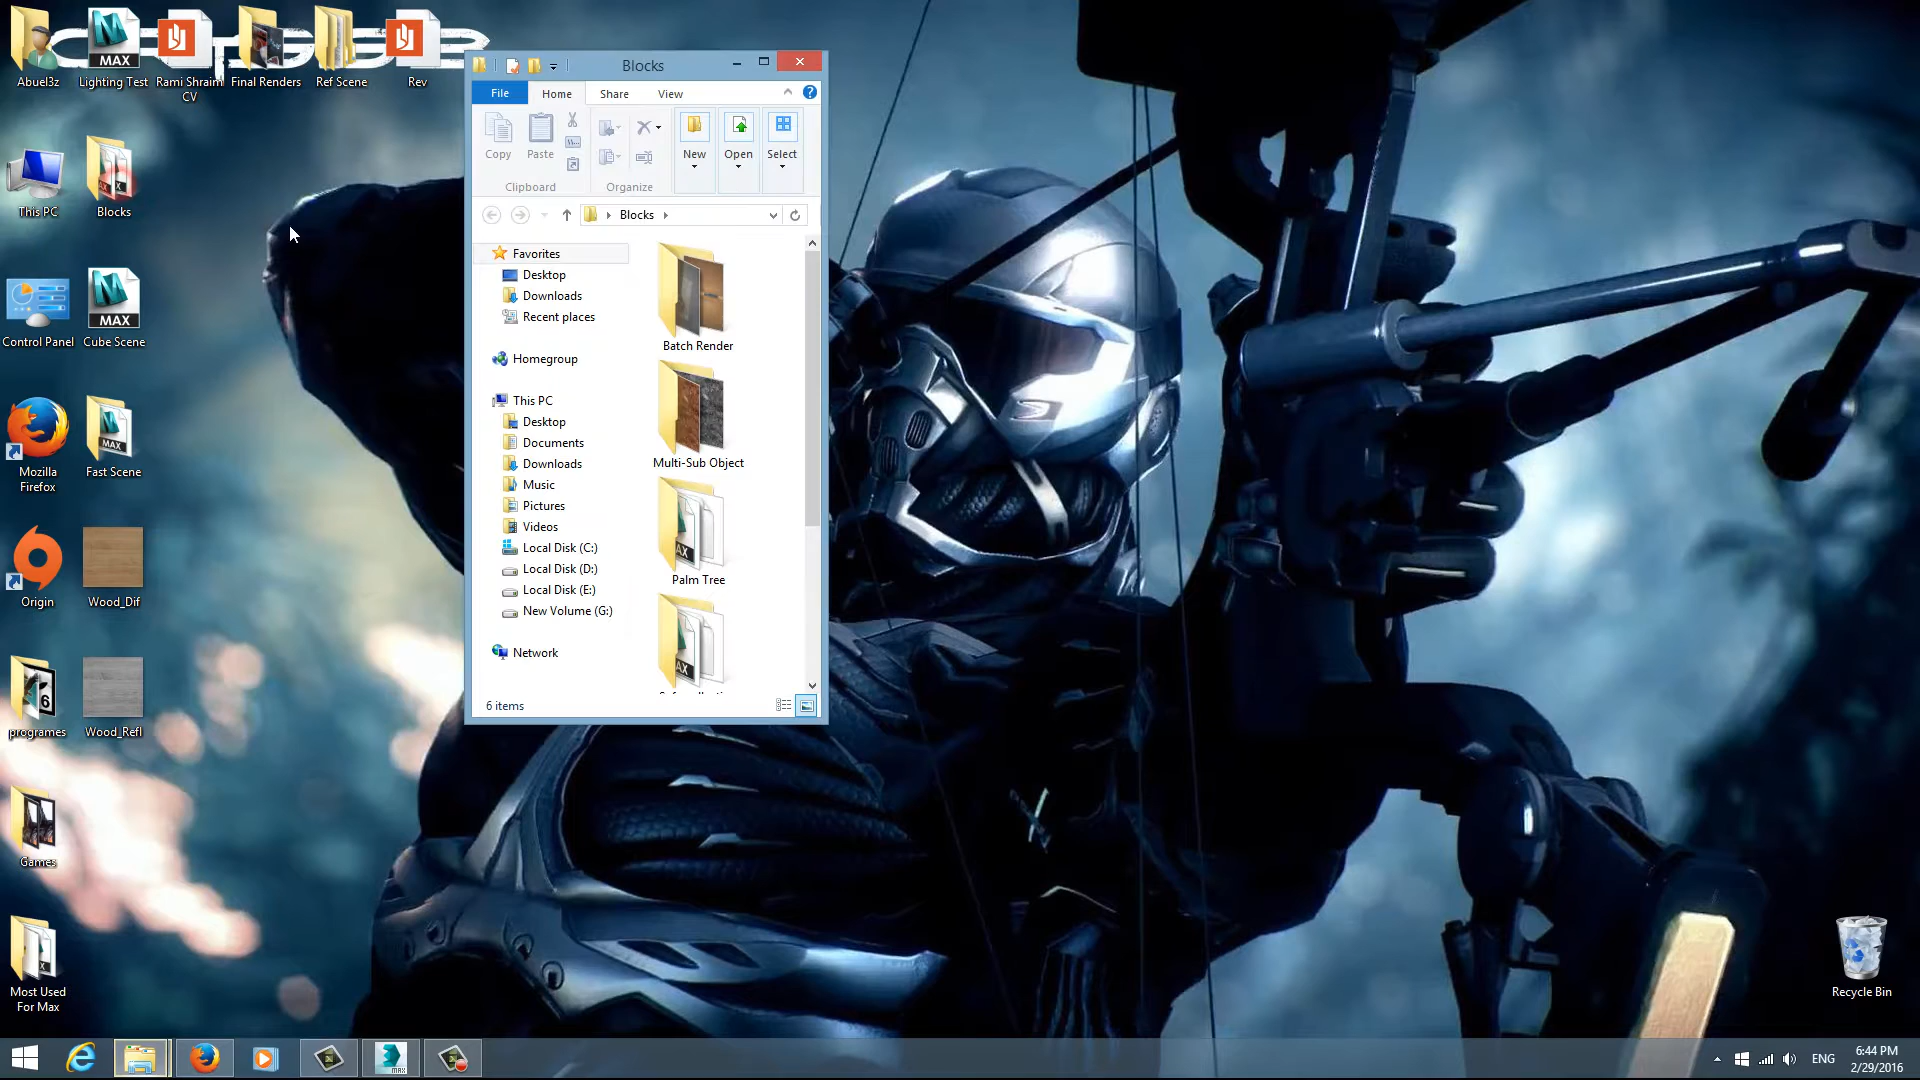 Abuel3z
Lighting Test
Rami Shraim CV
Final Renders
Ref Scene
Rev
MAX
This PC
Blocks
Control Panel
Cube Scene
MAX
Mozilla Firefox
Fast Scene
MAX
Origin
Wood_Dif
programes
Wood_Refl
Games
Most Used For Max
Recycle Bin
Blocks
File
Home
Share
View
Copy
Paste
New
Open
Select
Clipboard
Organize
Blocks
Favorites
Desktop
Downloads
Recent places
Homegroup
This PC
Desktop
Documents
Downloads
Music
Pictures
Videos
Local Disk (C:)
Local Disk (D:)
Local Disk (E:)
New Volume (G:)
Network
Batch Render
Multi-Sub Object
Palm Tree
6 items
MAX
ENG
6:44 PM
2/29/2016